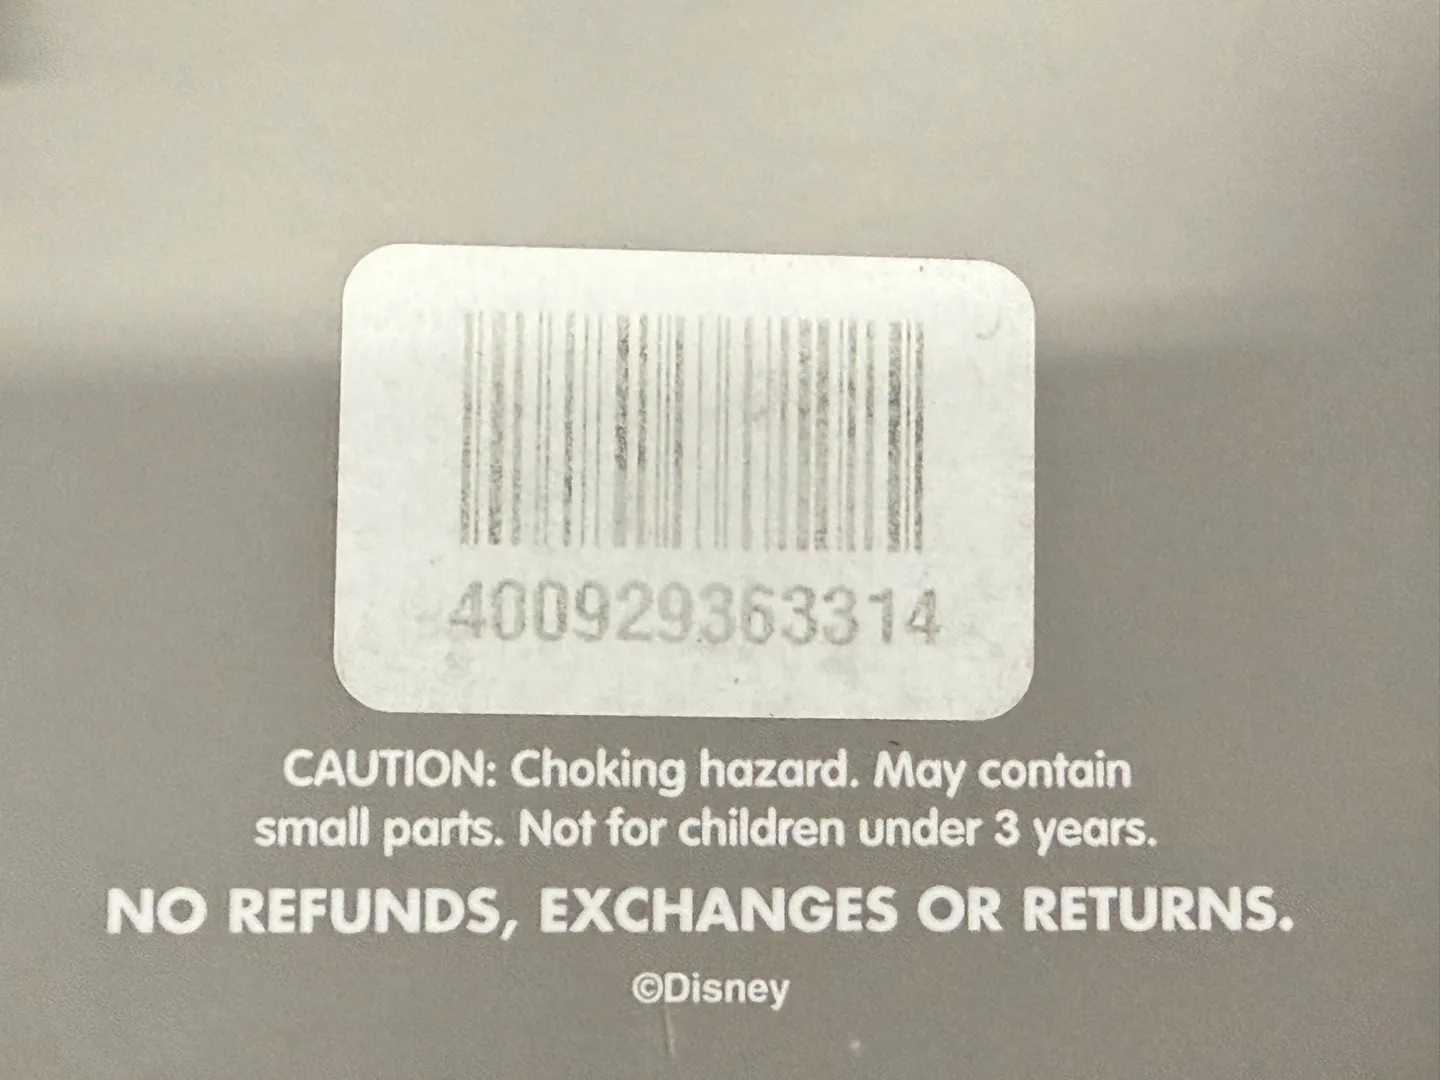 400929363314
CAUTION: Choking hazard. May contain
small parts. Not for children under 3 years.
NO REFUNDS, EXCHANGES OR RETURNS.
©Disney